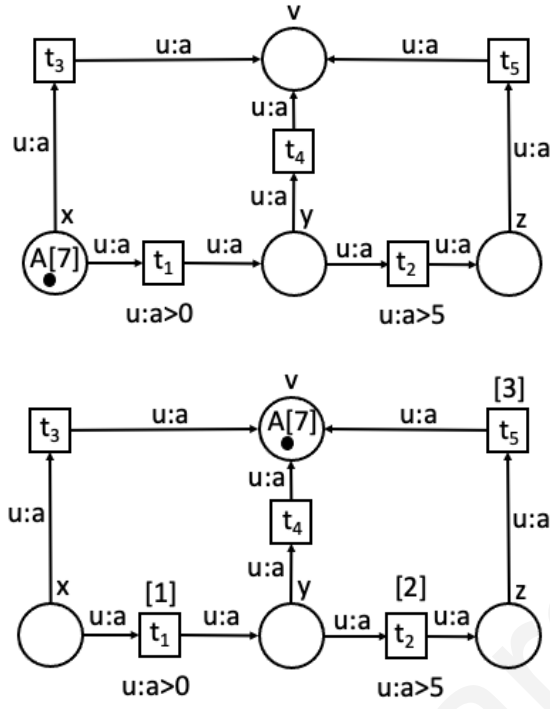 v
t₃ u:a u:a t₅
u:a
t₄
u:a u:a u:a
x y z
A[7] u:a t₁ u:a u:a t₂ u:a
u:a>0 u:a>5
v [3]
t₃ u:a A[7] u:a t₅
u:a
t₄
u:a u:a u:a
x [1] y [2] z
u:a t₁ u:a u:a t₂ u:a
u:a>0 u:a>5